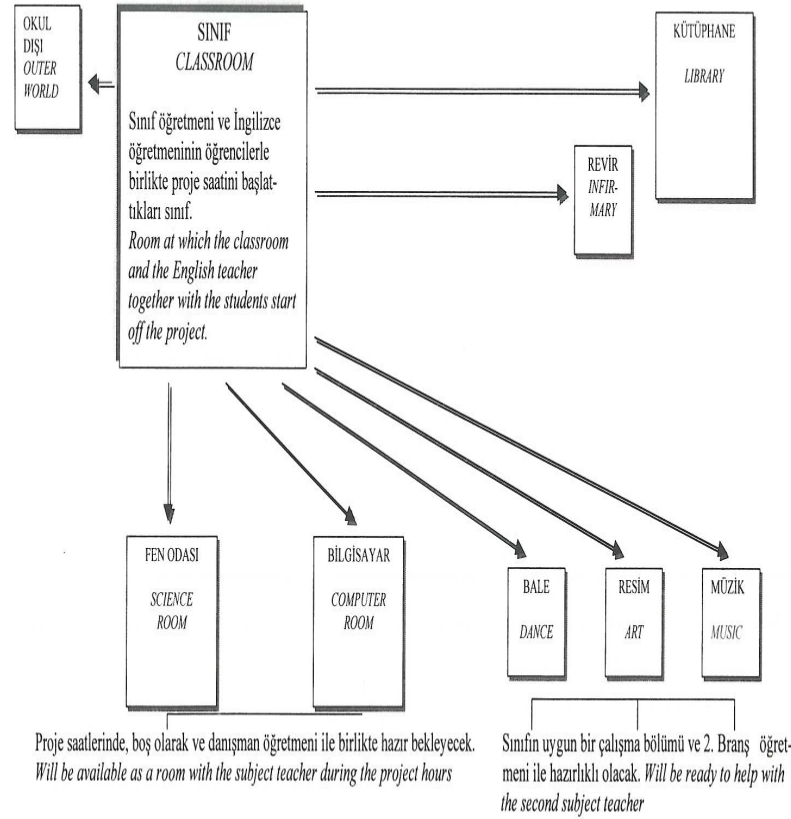 OKUL
DIŞI
OUTER
WORLD
SINIF
CLASSROOM
Sınıf öğretmeni ve İngilizce
öğretmeninin öğrencilerle
birlikte proje saatini başlat-
tıkları sınıf.
Room at which the classroom
and the English teacher
together with the students start
off the project.
KÜTÜPHANE
LIBRARY
REVİR
INFIR-
MARY
FEN ODASI
SCIENCE
ROOM
BİLGİSAYAR
COMPUTER
ROOM
BALE
DANCE
RESİM
ART
MÜZİK
MUSIC
Proje saatlerinde, boş olarak ve danışman öğretmeni ile birlikte hazır bekleyecek.
Will be available as a room with the subject teacher during the project hours
Sınıfın uygun bir çalışma bölümü ve 2. Branş öğret-
meni ile hazırlıklı olacak. Will be ready to help with
the second subject teacher